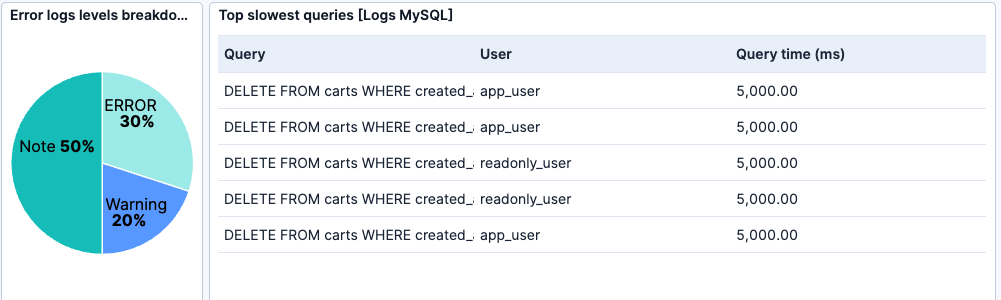 Error logs levels breakdo...
ERROR
30%
Note 50%
Warning
20%
Top slowest queries [Logs MySQL]
Query User Query time (ms)
DELETE FROM carts WHERE created_ app_user 5,000.00
DELETE FROM carts WHERE created_ app_user 5,000.00
DELETE FROM carts WHERE created_ readonly_user 5,000.00
DELETE FROM carts WHERE created_ readonly_user 5,000.00
DELETE FROM carts WHERE created_ app_user 5,000.00